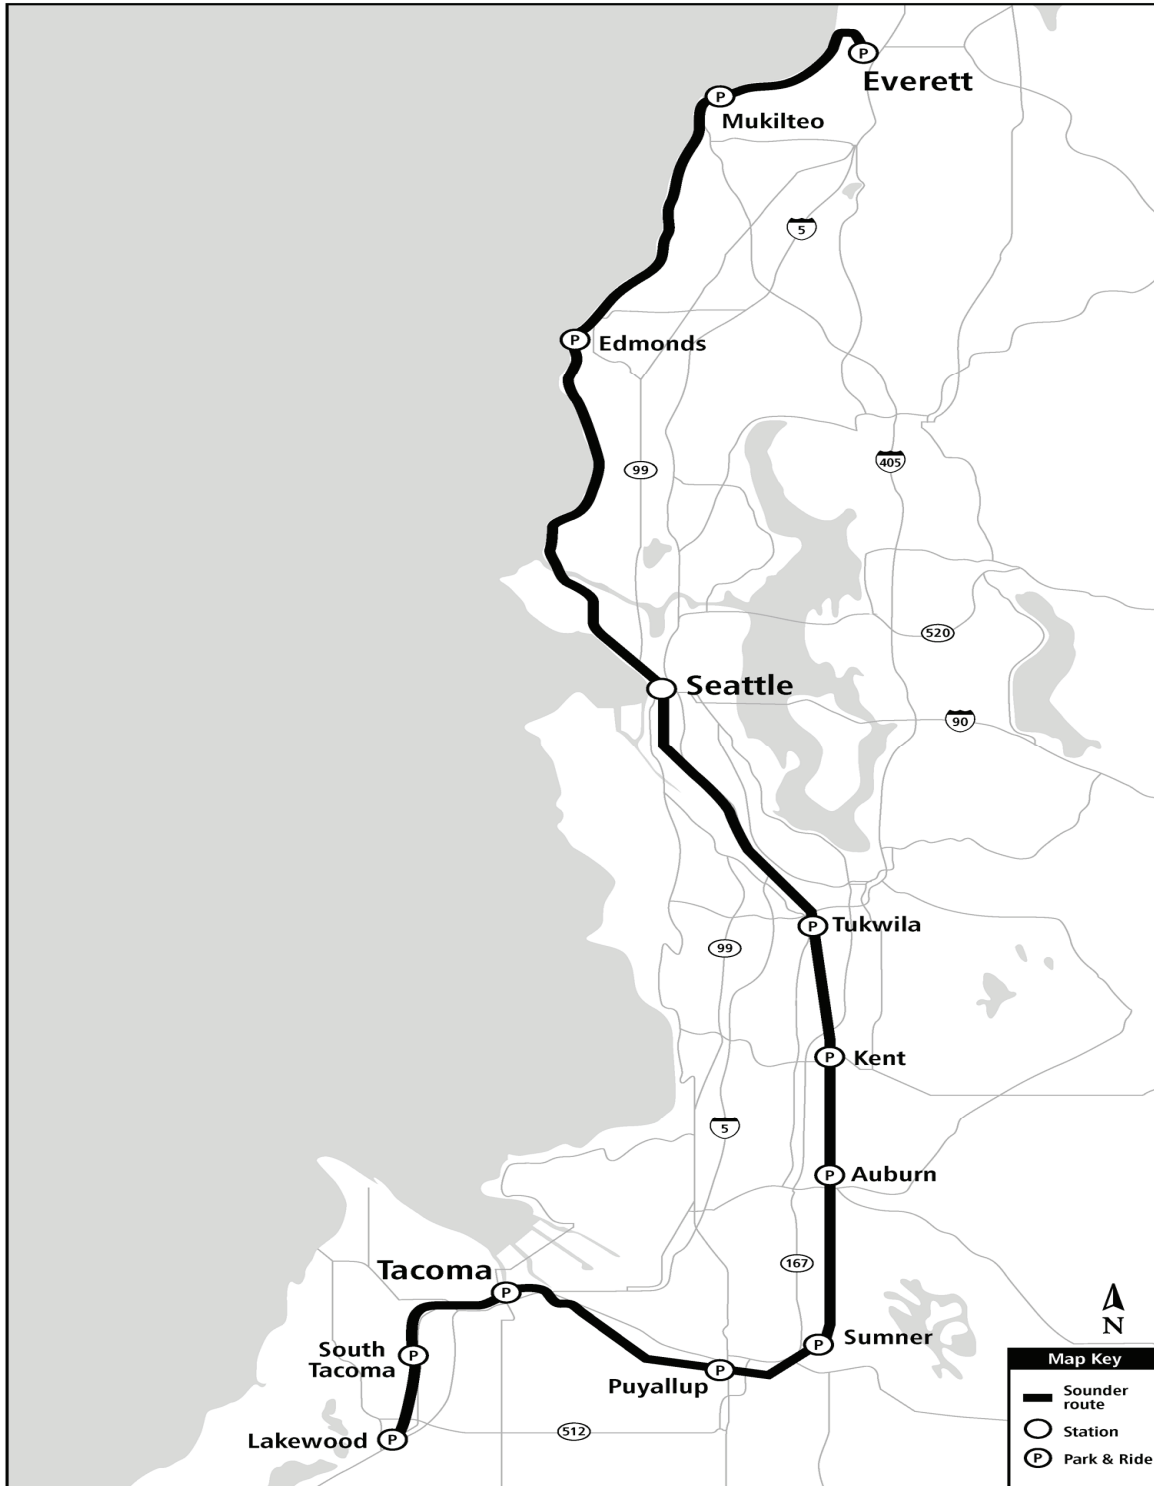 P
Everett
P
Mukilteo
5
P
Edmonds
99
405
520
Seattle
90
P
Tukwila
99
P
Kent
5
P
Auburn
167
Tacoma
P
N
P
Sumner
South
Tacoma
P
P
Puyallup
Lakewood
P
512
Map Key
Sounder
route
Station
P
Park & Ride